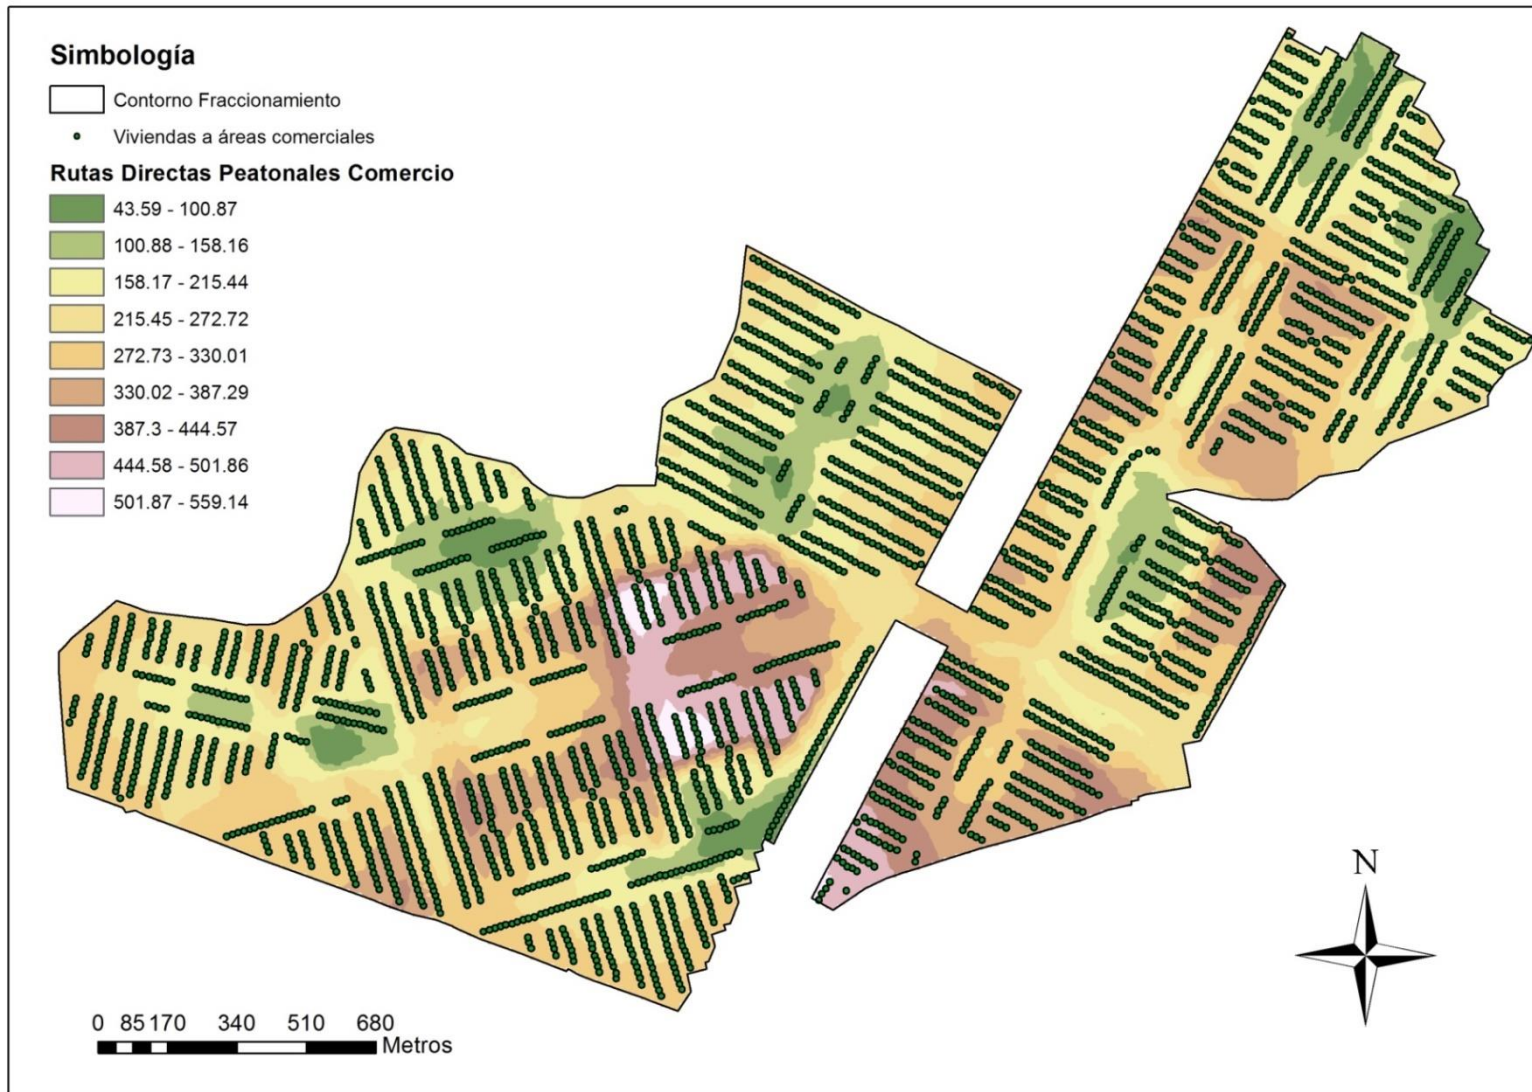 Simbología
Contorno Fraccionamiento
Viviendas a áreas comerciales
Rutas Directas Peatonales Comercio
43.59 - 100.87
100.88 - 158.16
158.17 - 215.44
215.45 - 272.72
272.73 - 330.01
330.02 - 387.29
387.3 - 444.57
444.58 - 501.86
501.87 - 559.14
N
0 85 170 340 510 680
Metros